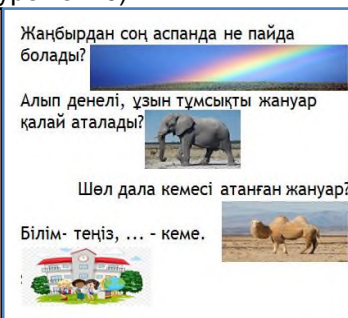 Жаңбырдан соң аспанда не пайда
болады?
Алып денелі, ұзын тұмсықты жануар
қалай аталады?
Шөл дала кемесі атанған жануар?
Білім- теңіз, ... - кеме.